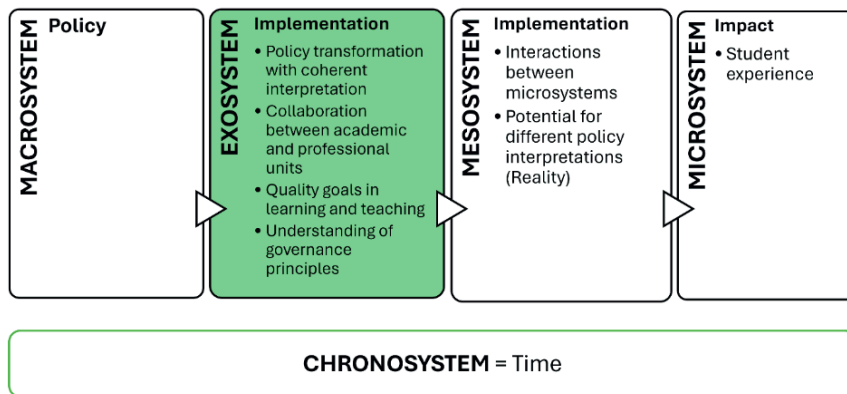 MACROSYSTEM
Policy
EXOSYSTEM
Implementation
• Policy transformation
with coherent
interpretation
• Collaboration
between academic
and professional
units
• Quality goals in
learning and teaching
• Understanding of
governance
principles
MESOSYSTEM
Implementation
• Interactions
between
microsystems
• Potential for
different policy
interpretations
(Reality)
MICROSYSTEM
Impact
• Student
experience
CHRONOSYSTEM = Time